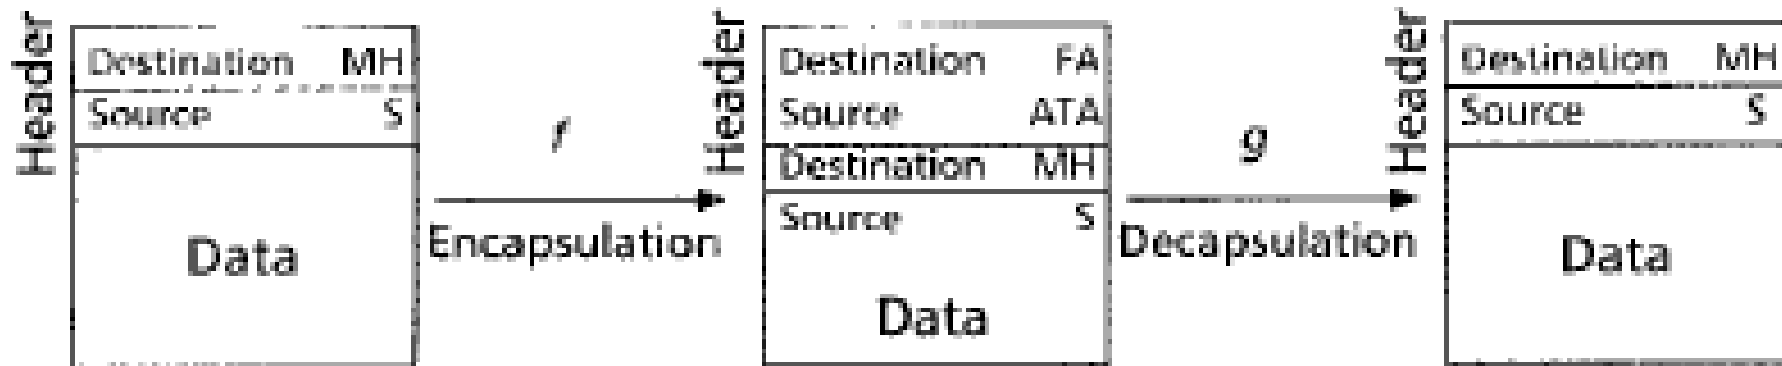 Header
Destination MH
Source S
Data
f
Encapsulation
Header
Destination FA
Source ATA
Destination MH
Source S
Data
g
Decapsulation
Header
Destination MH
Source S
Data